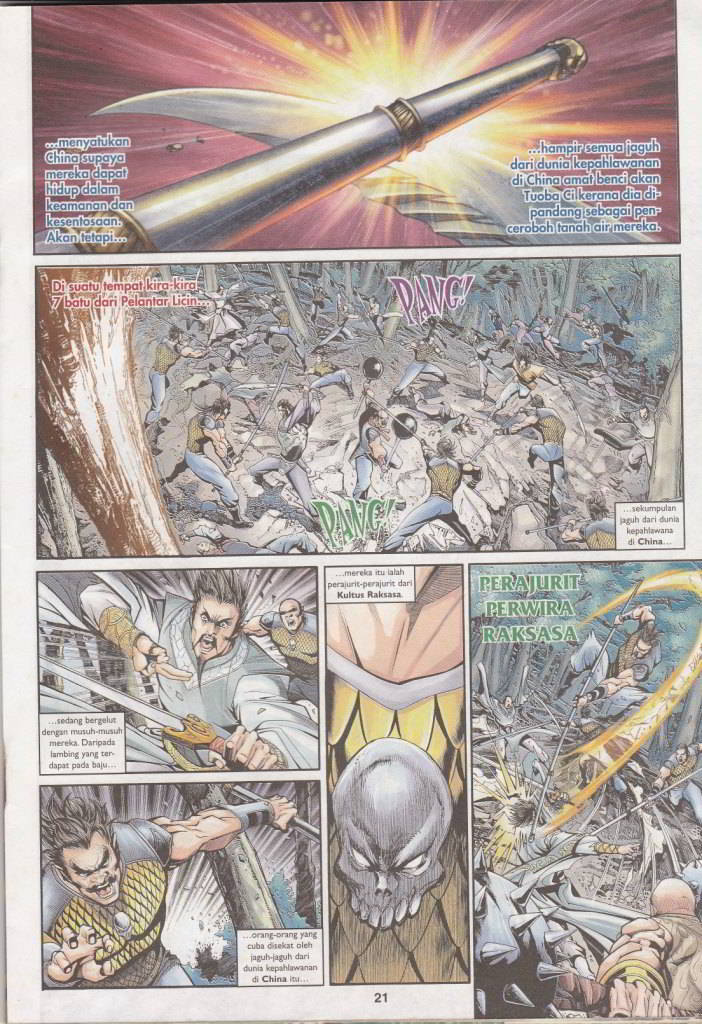 ...menyatukan
China supaya
mereka dapat
hidup dalam
keamanan dan
kesentosaan.
Akan tetapi...
...hampir semua jaguh
dari dunia kepahlawanan
di China amat benci akan
Tuoba Ci kerana dia di-
pandang sebagai pen-
ceroboh tanah air mereka.
Di suatu tempat kira-kira
7 batu dari Pelantar Licin...
PANG!
PANG!
...sekumpulan
jaguh dari dunia
kepahlawana
di China...
...sedang bergelut
dengan musuh-musuh
mereka. Daripada
lambing yang ter-
dapat pada baju...
...mereka itu ialah
perajurit-perajurit dari
Kultus Raksasa.
PERAJURIT
PERWIRA
RAKSASA
...orang-orang yang
cuba disekat oleh
jaguh-jaguh dari
dunia kepahlawanan
di China itu...
21